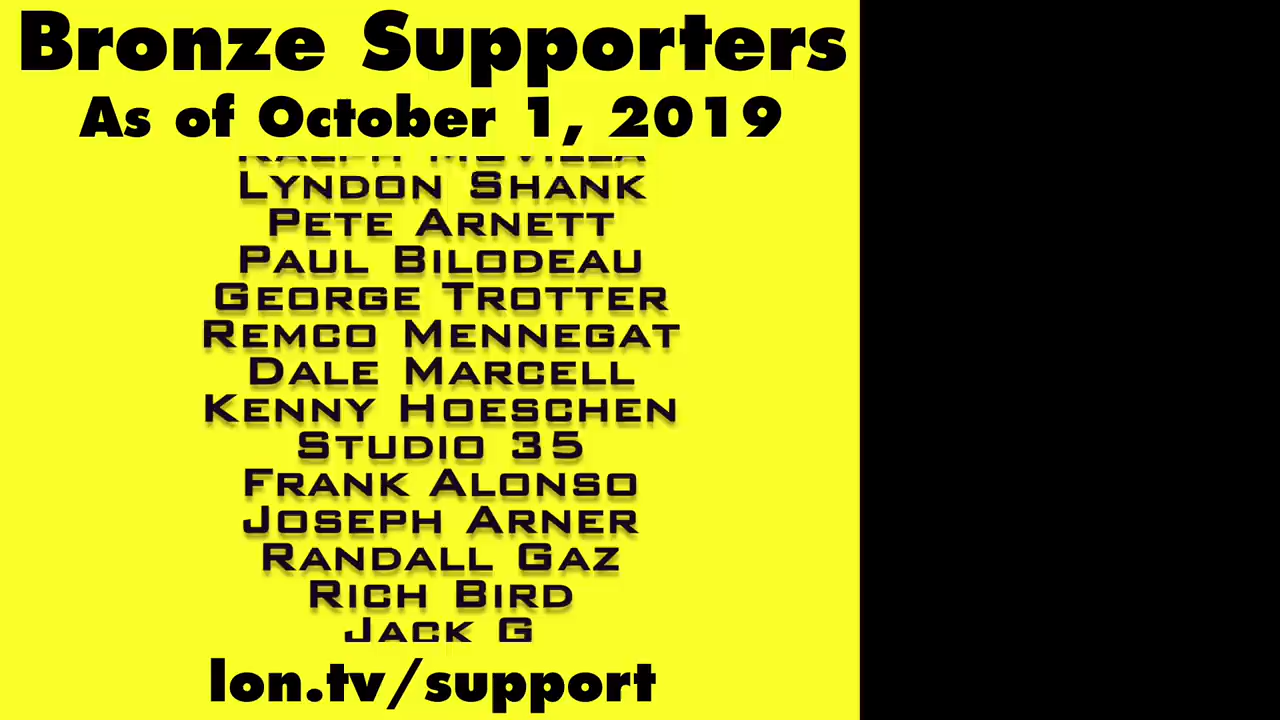 Bronze Supporters
As of October 1, 2019
Lyndon Shank
Pete Arnett
Paul Bilodeau
George Trotter
Remco Mennegat
Dale Marcell
Kenny Hoeschen
Studio 35
Frank Alonso
Joseph Arner
Randall Gaz
Rich Bird
Jack G
lon.tv/support